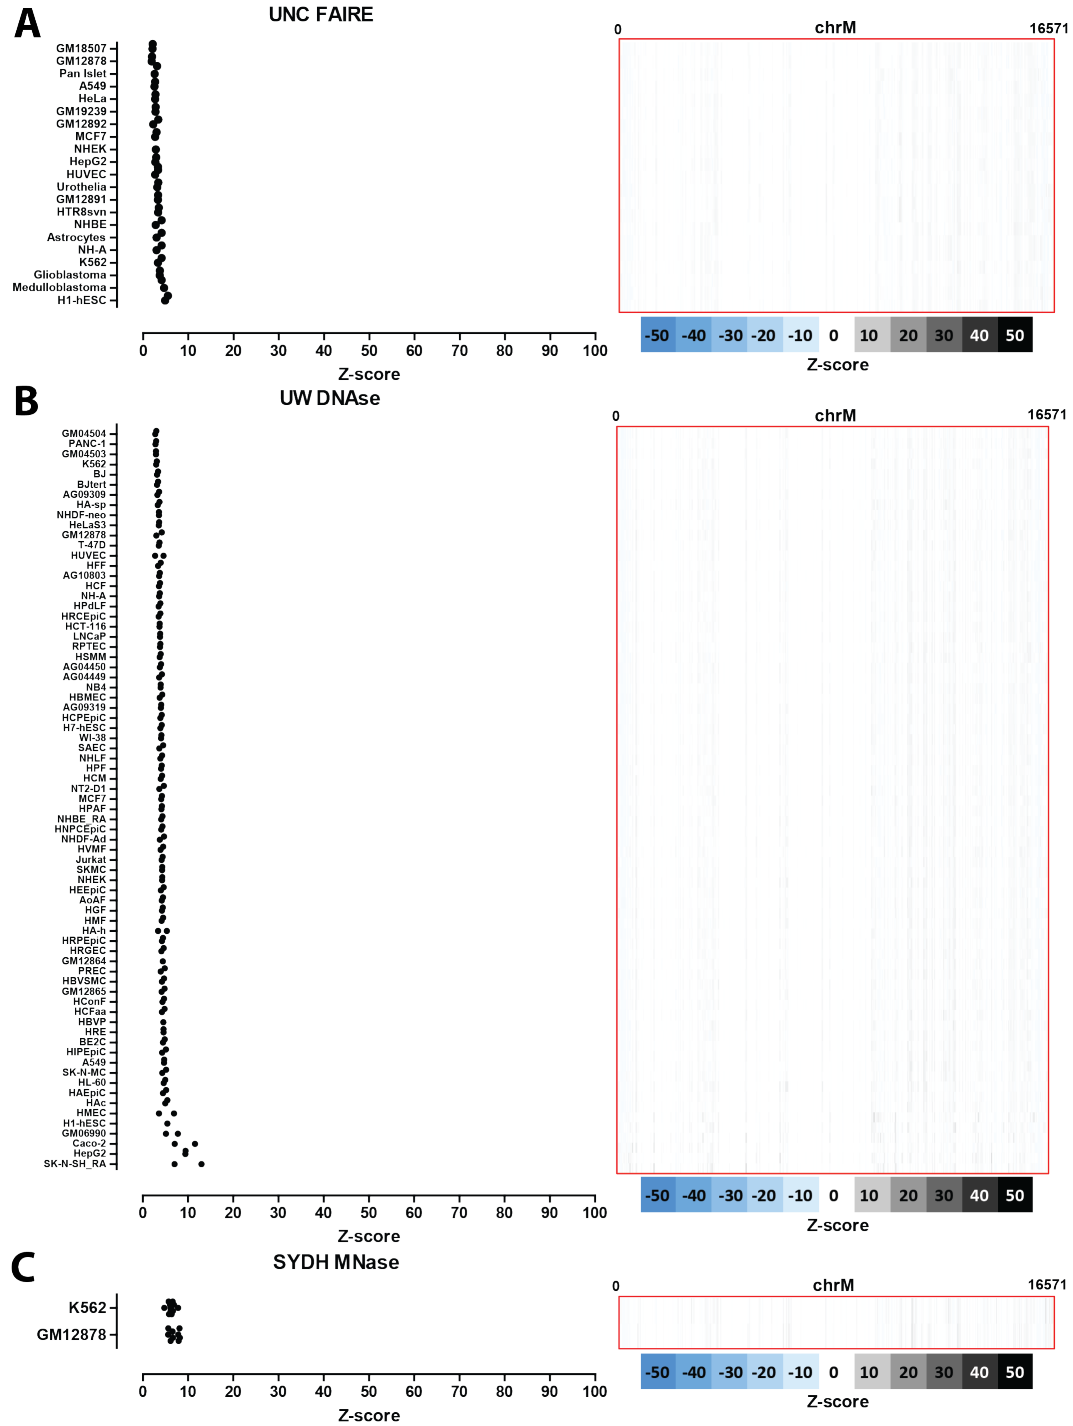 A
UNC FAIRE
GM18507
GM12878
Pan Islet
A549
HeLa
GM19239
GM12892
MCF7
NHEK
HepG2
HUVEC
Urothelia
GM12891
HTR8svn
NHBE
Astrocytes
NH-A
K562
Glioblastoma
Medulloblastoma
H1-hESC
0 10 20 30 40 50 60 70 80 90 100
Z-score
0 chrM 16571
-50 -40 -30 -20 -10 0 10 20 30 40 50
Z-score
B
UW DNAse
GM04504
PANC-1
GM04503
K562
BJ
BJtert
AG09309
HA-sp
NHDF-neo
HeLaS3
GM12878
T-47D
HUVEC
HFF
AG10803
HCF
NH-A
HPdLF
HRCEpiC
HCT-116
LNCaP
RPTEC
HSMM
AG04450
AG04449
NB4
HBMEC
AG09319
HCPEpiC
H7-hESC
WI-38
SAEC
NHLF
HPF
HCM
NT2-D1
MCF7
HPAF
NHBE_RA
HNPCEpiC
NHDF-Ad
HVMF
Jurkat
SKMC
NHEK
HEEpiC
AoAF
HGF
HMF
HA-h
HRPEpiC
HRGEC
GM12864
PREC
HBVSMC
GM12865
HConF
HCFaa
HBVP
HRE
BE2C
HIPEpiC
A549
SK-N-MC
HL-60
HAEpiC
HAc
HMEC
H1-hESC
GM06990
Caco-2
HepG2
SK-N-SH_RA
0 10 20 30 40 50 60 70 80 90 100
Z-score
0 chrM 16571
-50 -40 -30 -20 -10 0 10 20 30 40 50
Z-score
C
SYDH MNase
K562
GM12878
0 10 20 30 40 50 60 70 80 90 100
Z-score
0 chrM 16571
-50 -40 -30 -20 -10 0 10 20 30 40 50
Z-score